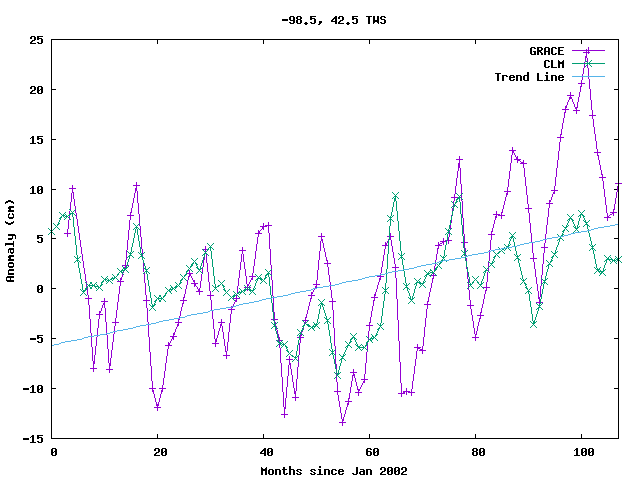 -98.5, 42.5 TWS
25
20
15
10
5
0
-5
-10
-15
0 20 40 60 80 100
Anomaly (cm)
Months since Jan 2002
GRACE
CLM
Trend Line